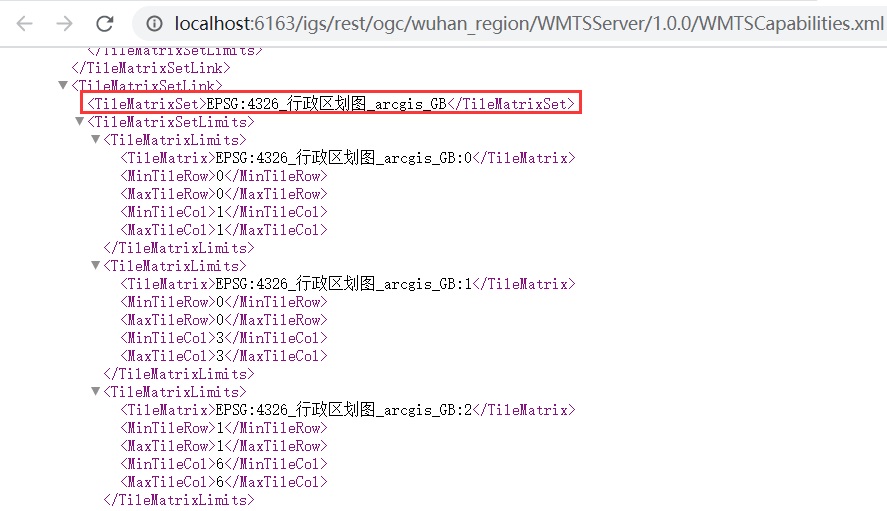 localhost:6163/igs/rest/ogc/wuhan_region/WMTSServer/1.0.0/WMTSCapabilities.xml
</TileMatrixSetLimits>
</TileMatrixSetLink>
<TileMatrixSetLink>
<TileMatrixSet>EPSG:4326_行政区划图_arcgis_GB</TileMatrixSet>
<TileMatrixSetLimits>
<TileMatrixLimits>
<TileMatrix>EPSG:4326_行政区划图_arcgis_GB:0</TileMatrix>
<MinTileRow>0</MinTileRow>
<MaxTileRow>0</MaxTileRow>
<MinTileCol>1</MinTileCol>
<MaxTileCol>1</MaxTileCol>
</TileMatrixLimits>
<TileMatrixLimits>
<TileMatrix>EPSG:4326_行政区划图_arcgis_GB:1</TileMatrix>
<MinTileRow>0</MinTileRow>
<MaxTileRow>0</MaxTileRow>
<MinTileCol>3</MinTileCol>
<MaxTileCol>3</MaxTileCol>
</TileMatrixLimits>
<TileMatrixLimits>
<TileMatrix>EPSG:4326_行政区划图_arcgis_GB:2</TileMatrix>
<MinTileRow>1</MinTileRow>
<MaxTileRow>1</MaxTileRow>
<MinTileCol>6</MinTileCol>
<MaxTileCol>6</MaxTileCol>
</TileMatrixLimits>